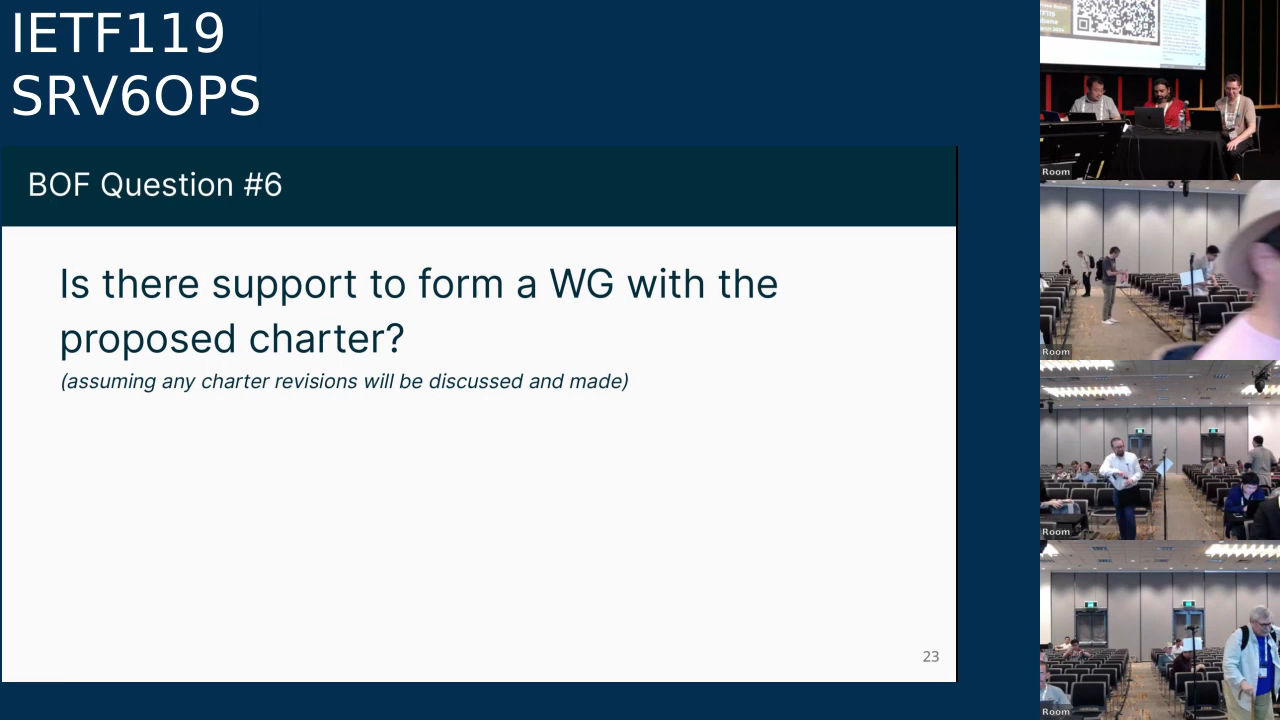 IETF119
SRV6OPS
BOF Question #6
Is there support to form a WG with the
proposed charter?
(assuming any charter revisions will be discussed and made)
23
Room
Room
Room
Room